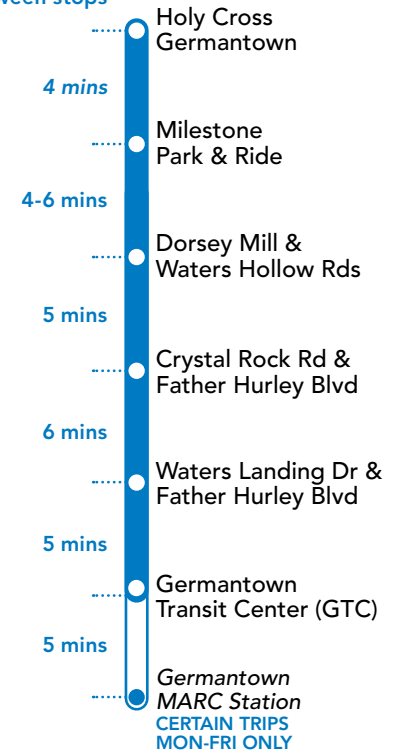 stops
Holy Cross
Germantown
4 mins
Milestone
Park & Ride
4-6 mins
Dorsey Mill &
Waters Hollow Rds
5 mins
Crystal Rock Rd &
Father Hurley Blvd
6 mins
Waters Landing Dr &
Father Hurley Blvd
5 mins
Germantown
Transit Center (GTC)
5 mins
Germantown
MARC Station
CERTAIN TRIPS
MON-FRI ONLY